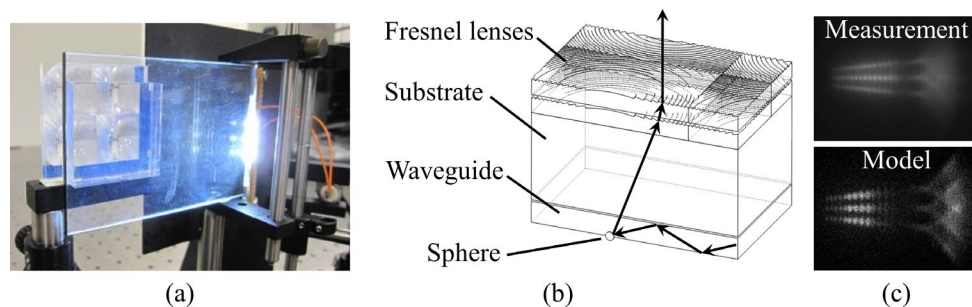 Fresnel lenses
Substrate
Waveguide
Sphere
Measurement
Model
(a)
(b)
(c)